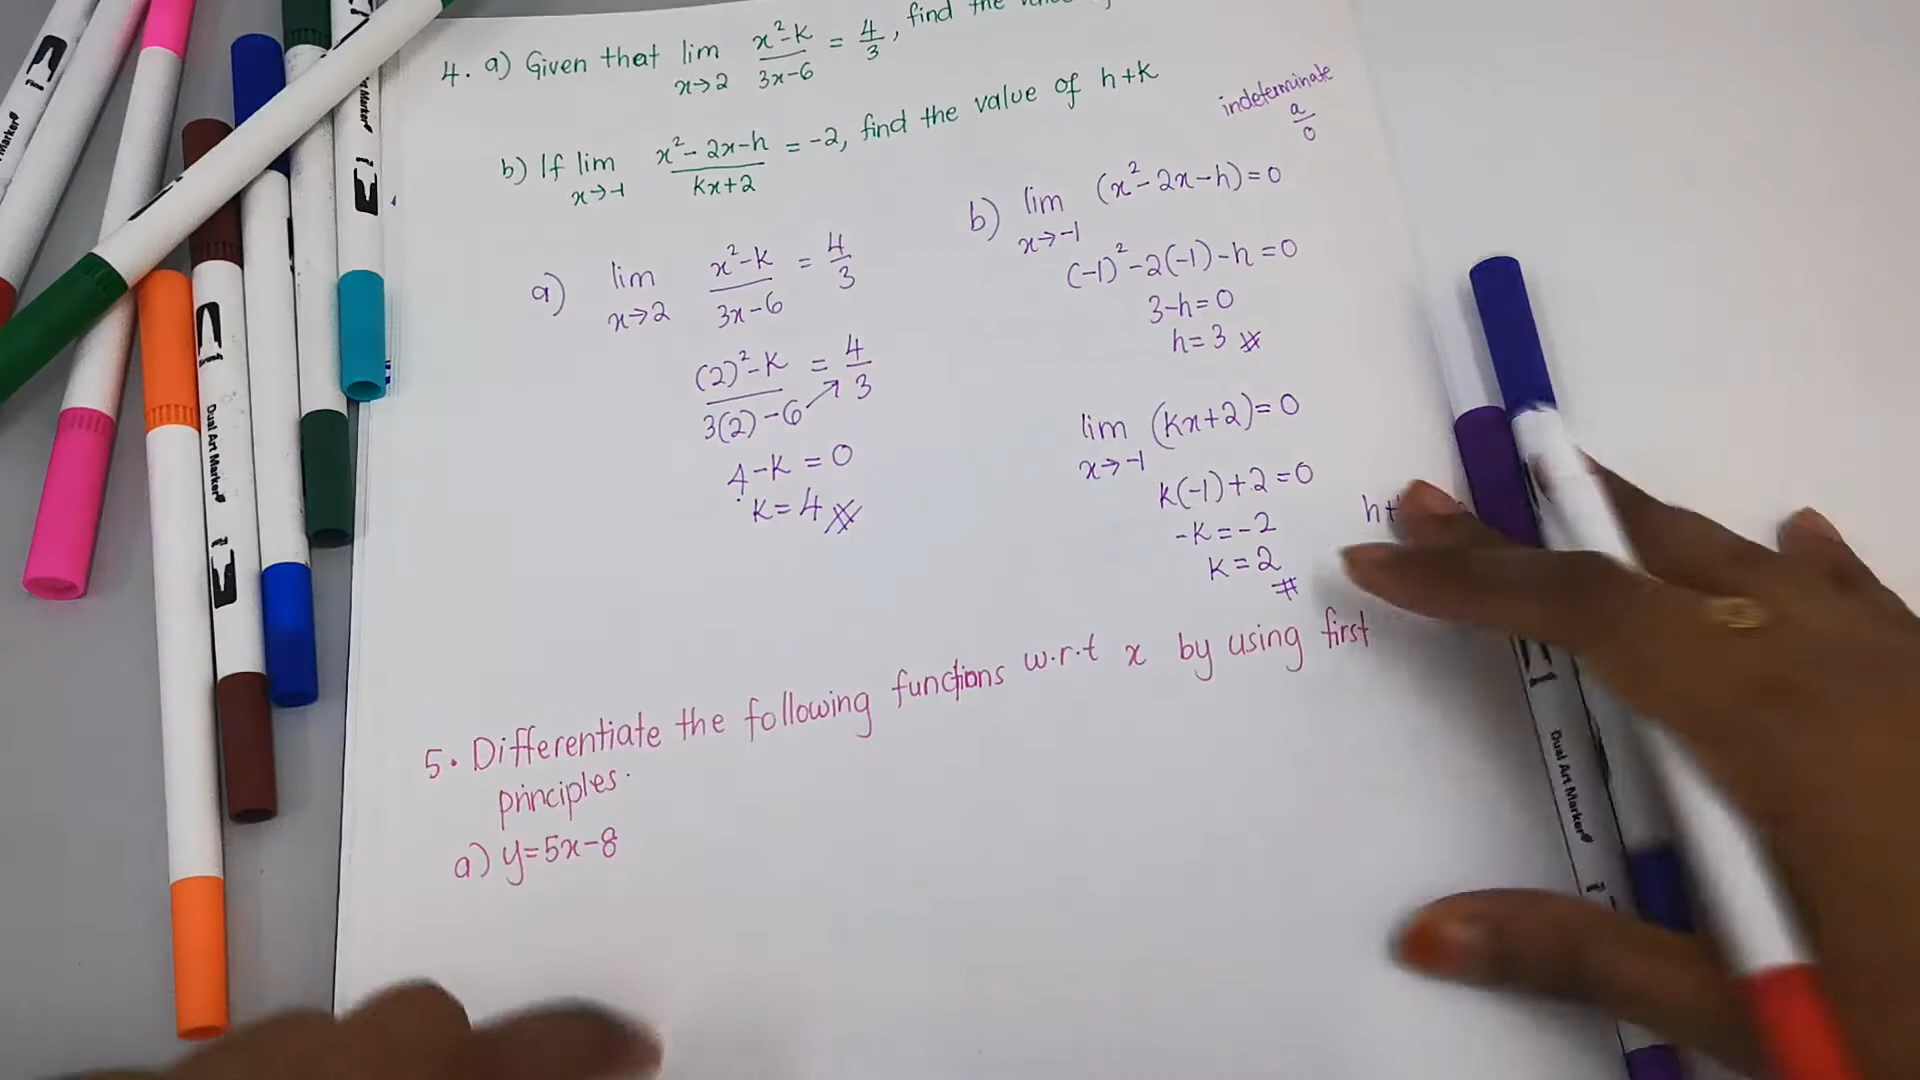 4. a) Given that lim x→2 x²-k / 3x-6 = 4/3, find the
b) If lim x→-1 x²-2x-h / kx+2 = -2, find the value of h+k
indeterminate
a/0
a) lim x→2 x²-k / 3x-6 = 4/3
(2)²-k / 3(2)-6 = 4/3
4-k = 0
k = 4
b) lim x→-1 (x²-2x-h) = 0
(-1)²-2(-1)-h = 0
3-h = 0
h = 3
lim x→-1 (kx+2) = 0
k(-1)+2 = 0
-k = -2
k = 2
#
h+
5. Differentiate the following functions w.r.t x by using first
principles.
a) y=5x-8
Marker
Art Marker
Dual Art Marker
Dual Art Marker